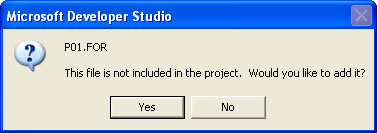 Microsoft Developer Studio
P01.FOR
This file is not included in the project.  Would you like to add it?
Yes
No